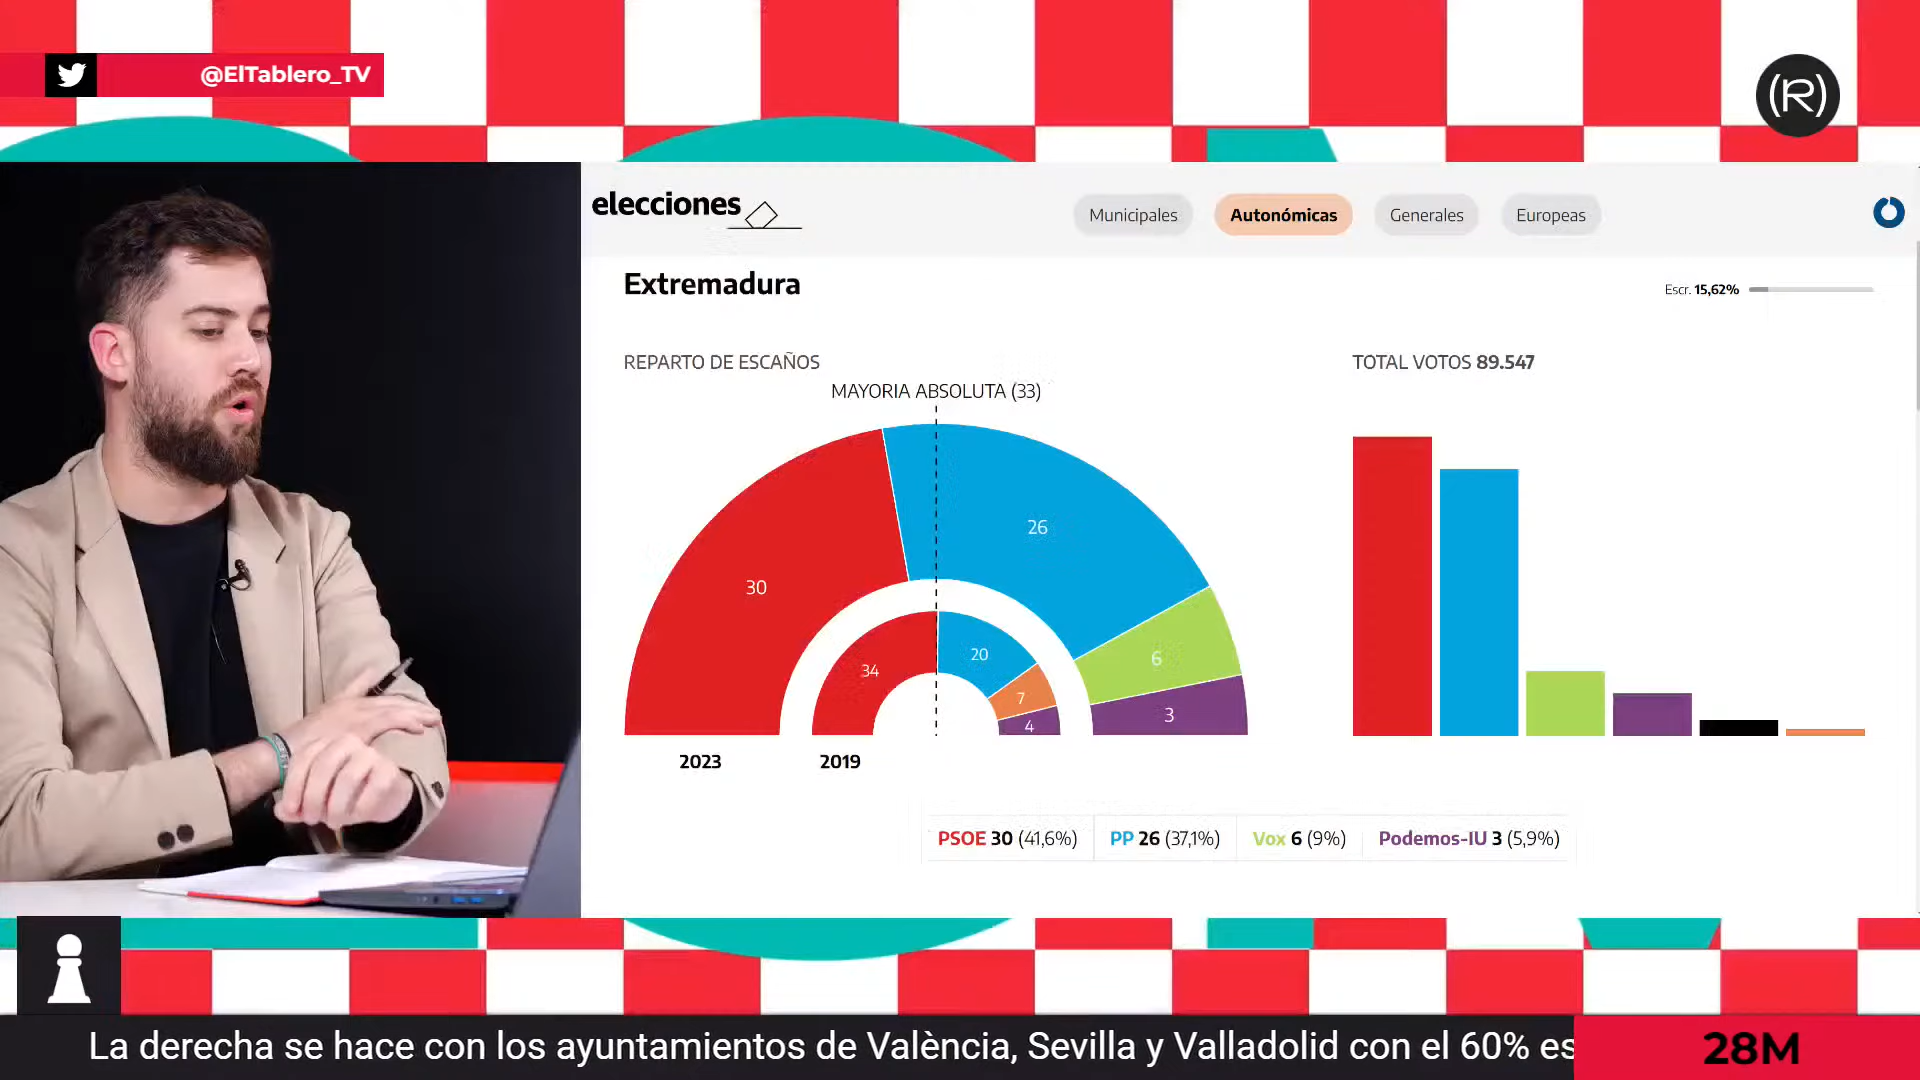 @ElTablero_TV
(R)
elecciones
Municipales
Autonómicas
Generales
Europeas
Extremadura
Escr. 15,62%
REPARTO DE ESCAÑOS
MAYORIA ABSOLUTA (33)
TOTAL VOTOS 89.547
30
26
6
3
34
20
7
4
2023
2019
PSOE 30 (41,6%)
PP 26 (37,1%)
Vox 6 (9%)
Podemos-IU 3 (5,9%)
La derecha se hace con los ayuntamientos de València, Sevilla y Valladolid con el 60% es
28M